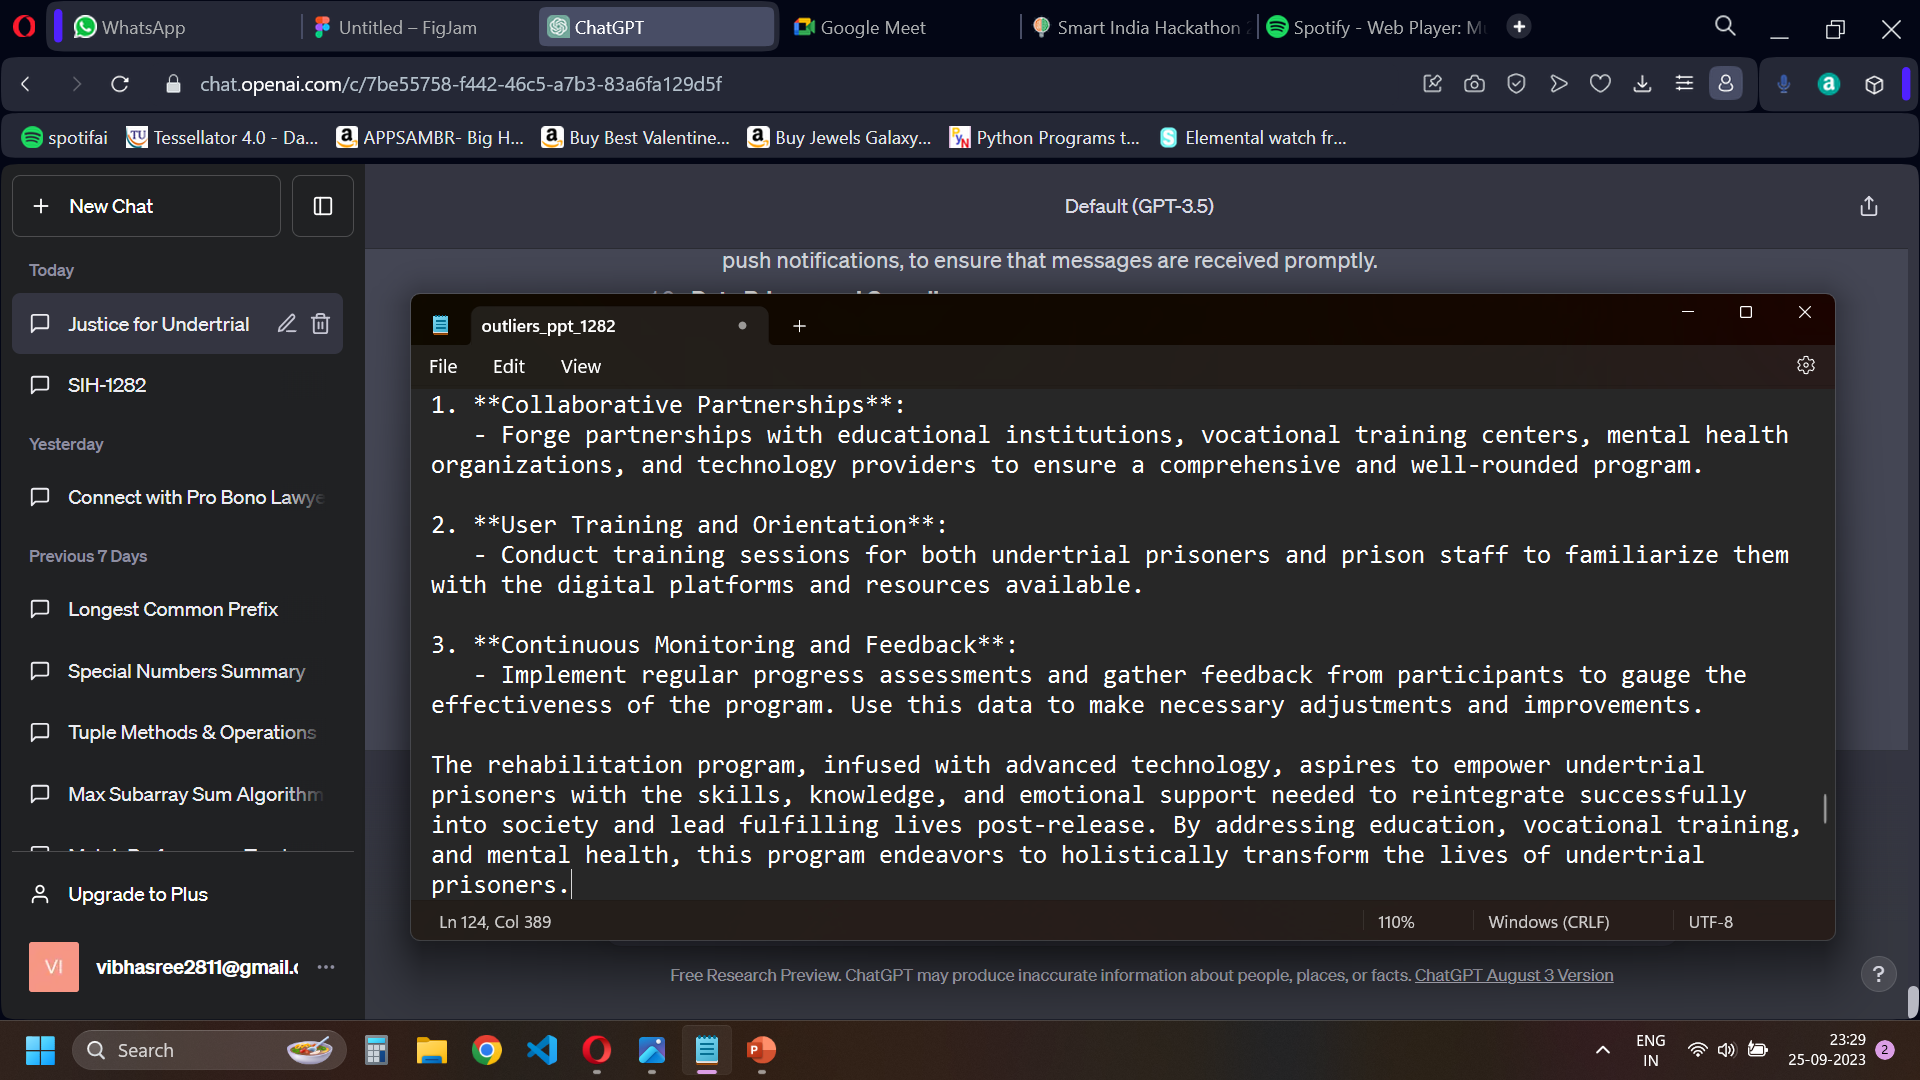 WhatsApp
Untitled – FigJam
ChatGPT
Google Meet
Smart India Hackathon
Spotify - Web Player: M
chat.openai.com/c/7be55758-f442-46c5-a7b3-83a6fa129d5f
spotifai
Tessellator 4.0 - Da...
APPSAMBR- Big H...
Buy Best Valentine...
Buy Jewels Galaxy...
Python Programs t...
Elemental watch fr...
New Chat
Default (GPT-3.5)
Today
Justice for Undertrial
SIH-1282
Yesterday
Connect with Pro Bono Lawye
Previous 7 Days
Longest Common Prefix
Special Numbers Summary
Tuple Methods & Operations
Max Subarray Sum Algorithm
Upgrade to Plus
VI
vibhasree2811@gmail.c
push notifications, to ensure that messages are received promptly.
outliers_ppt_1282
File
Edit
View
1. **Collaborative Partnerships**:
- Forge partnerships with educational institutions, vocational training centers, mental health
organizations, and technology providers to ensure a comprehensive and well-rounded program.
2. **User Training and Orientation**:
- Conduct training sessions for both undertrial prisoners and prison staff to familiarize them
with the digital platforms and resources available.
3. **Continuous Monitoring and Feedback**:
- Implement regular progress assessments and gather feedback from participants to gauge the
effectiveness of the program. Use this data to make necessary adjustments and improvements.
The rehabilitation program, infused with advanced technology, aspires to empower undertrial
prisoners with the skills, knowledge, and emotional support needed to reintegrate successfully
into society and lead fulfilling lives post-release. By addressing education, vocational training,
and mental health, this program endeavors to holistically transform the lives of undertrial
prisoners.
Ln 124, Col 389
110%
Windows (CRLF)
UTF-8
Free Research Preview. ChatGPT may produce inaccurate information about people, places, or facts. ChatGPT August 3 Version
?
Search
ENG
IN
23:29
25-09-2023
2